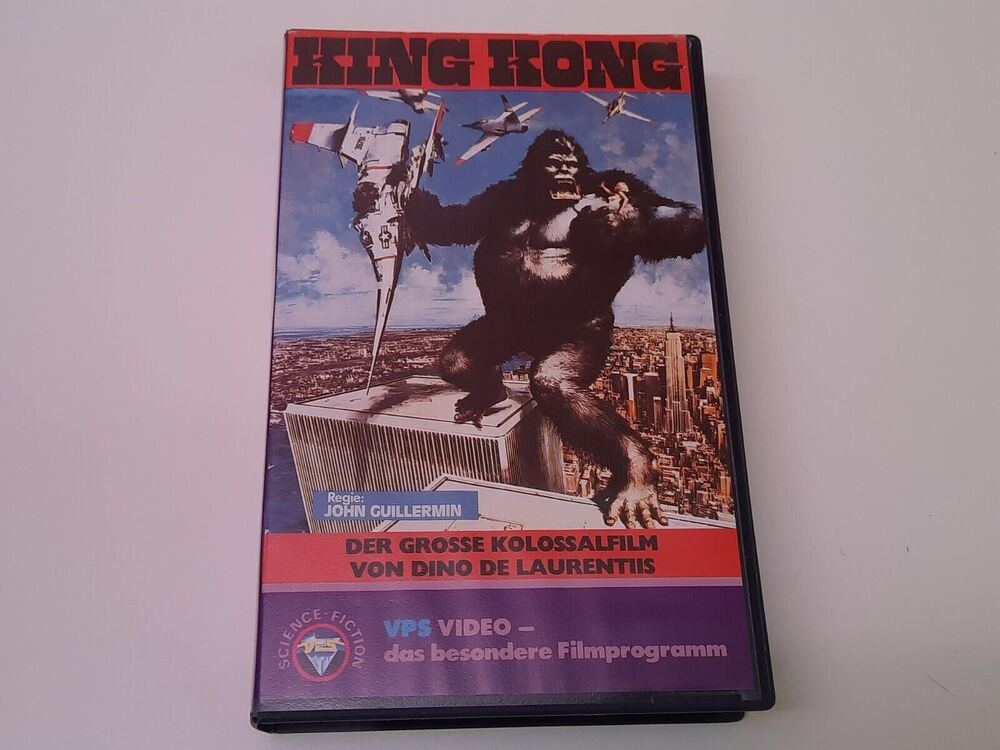 KING KONG
Regie:
JOHN GUILLERMIN
DER GROSSE KOLOSSALFILM
VON DINO DE LAURENTIIS
SCIENCE-FICTION
VPS
VPS VIDEO –
das besondere Filmprogramm